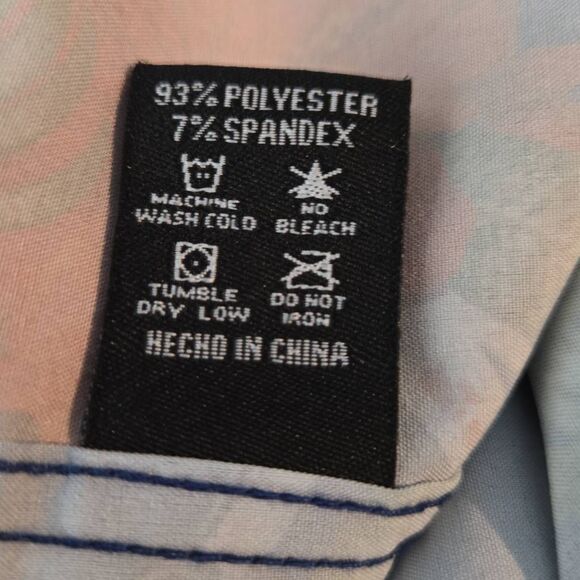 93% POLYESTER
7% SPANDEX
MACHINE
WASH COLD
NO
BLEACH
TUMBLE
DRY LOW
DO NOT
IRON
HECHO IN CHINA